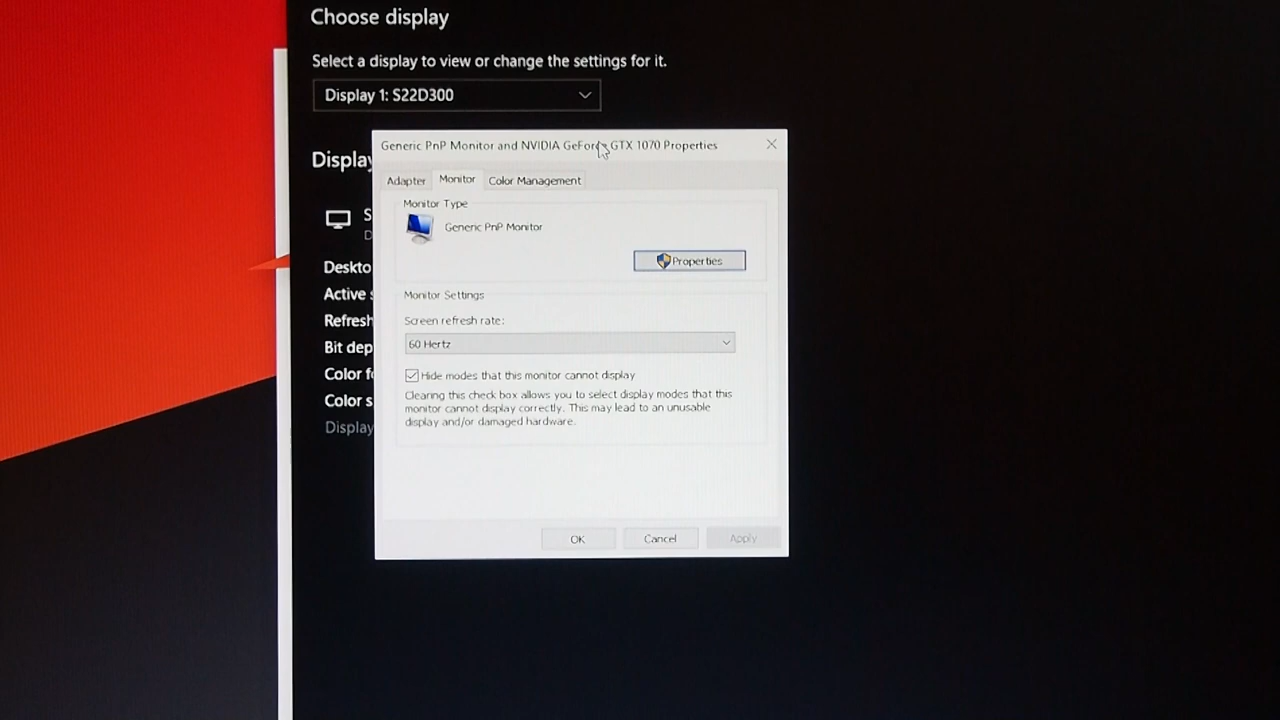 Choose display
Select a display to view or change the settings for it.
Display 1: S22D300
Display
Generic PnP Monitor and NVIDIA GeForce GTX 1070 Properties
Adapter
Monitor
Color Management
Monitor Type
S
Generic PnP Monitor
D
Properties
Deskto
Active s
Monitor Settings
Refresh
Screen refresh rate:
Bit dep
60 Hertz
Color fo
Hide modes that this monitor cannot display
Color s
Clearing this check box allows you to select display modes that this
monitor cannot display correctly. This may lead to an unusable
display and/or damaged hardware.
Display
OK
Cancel
Apply